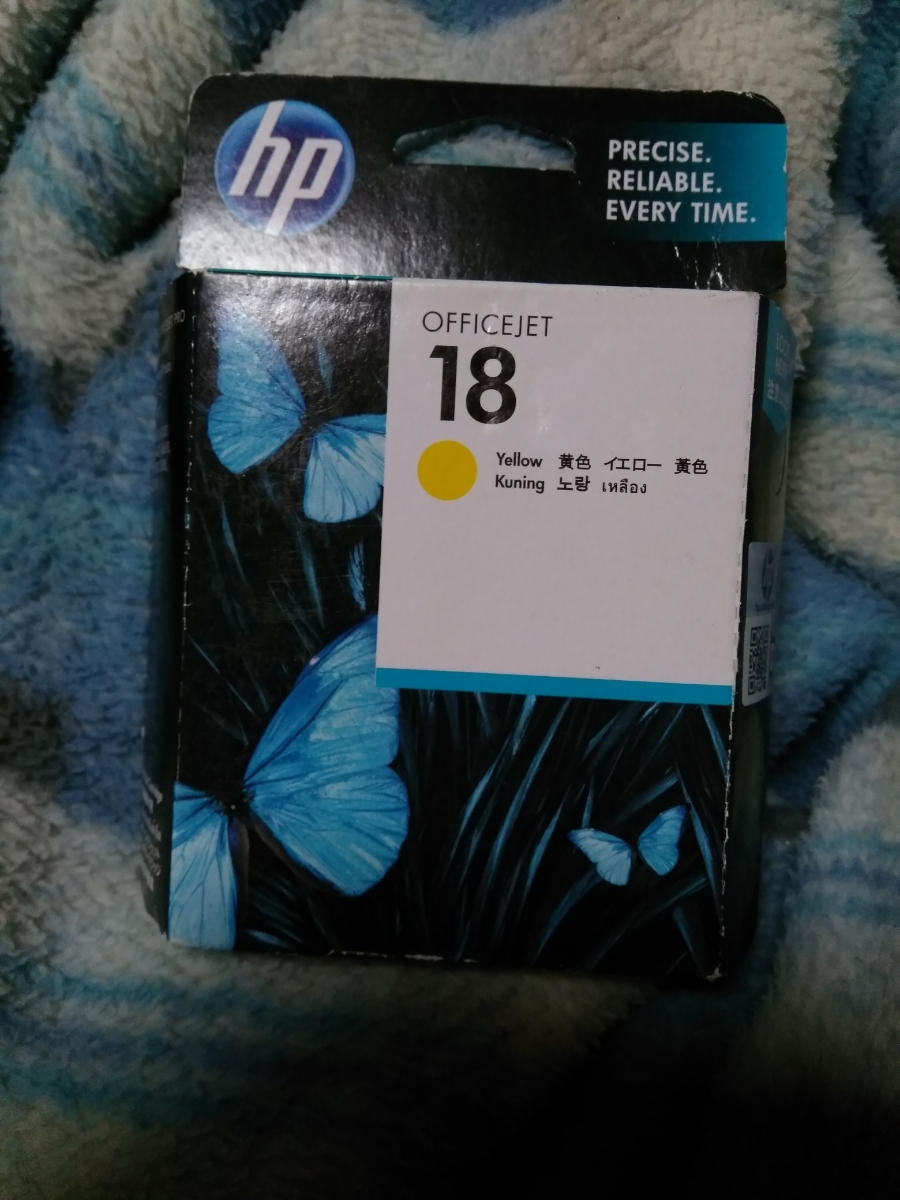 hp
PRECISE.
RELIABLE.
EVERY TIME.
OFFICEJET
18
Yellow 黄色 イエロー 黃色
Kuning 노랑 เหลือง
PRO